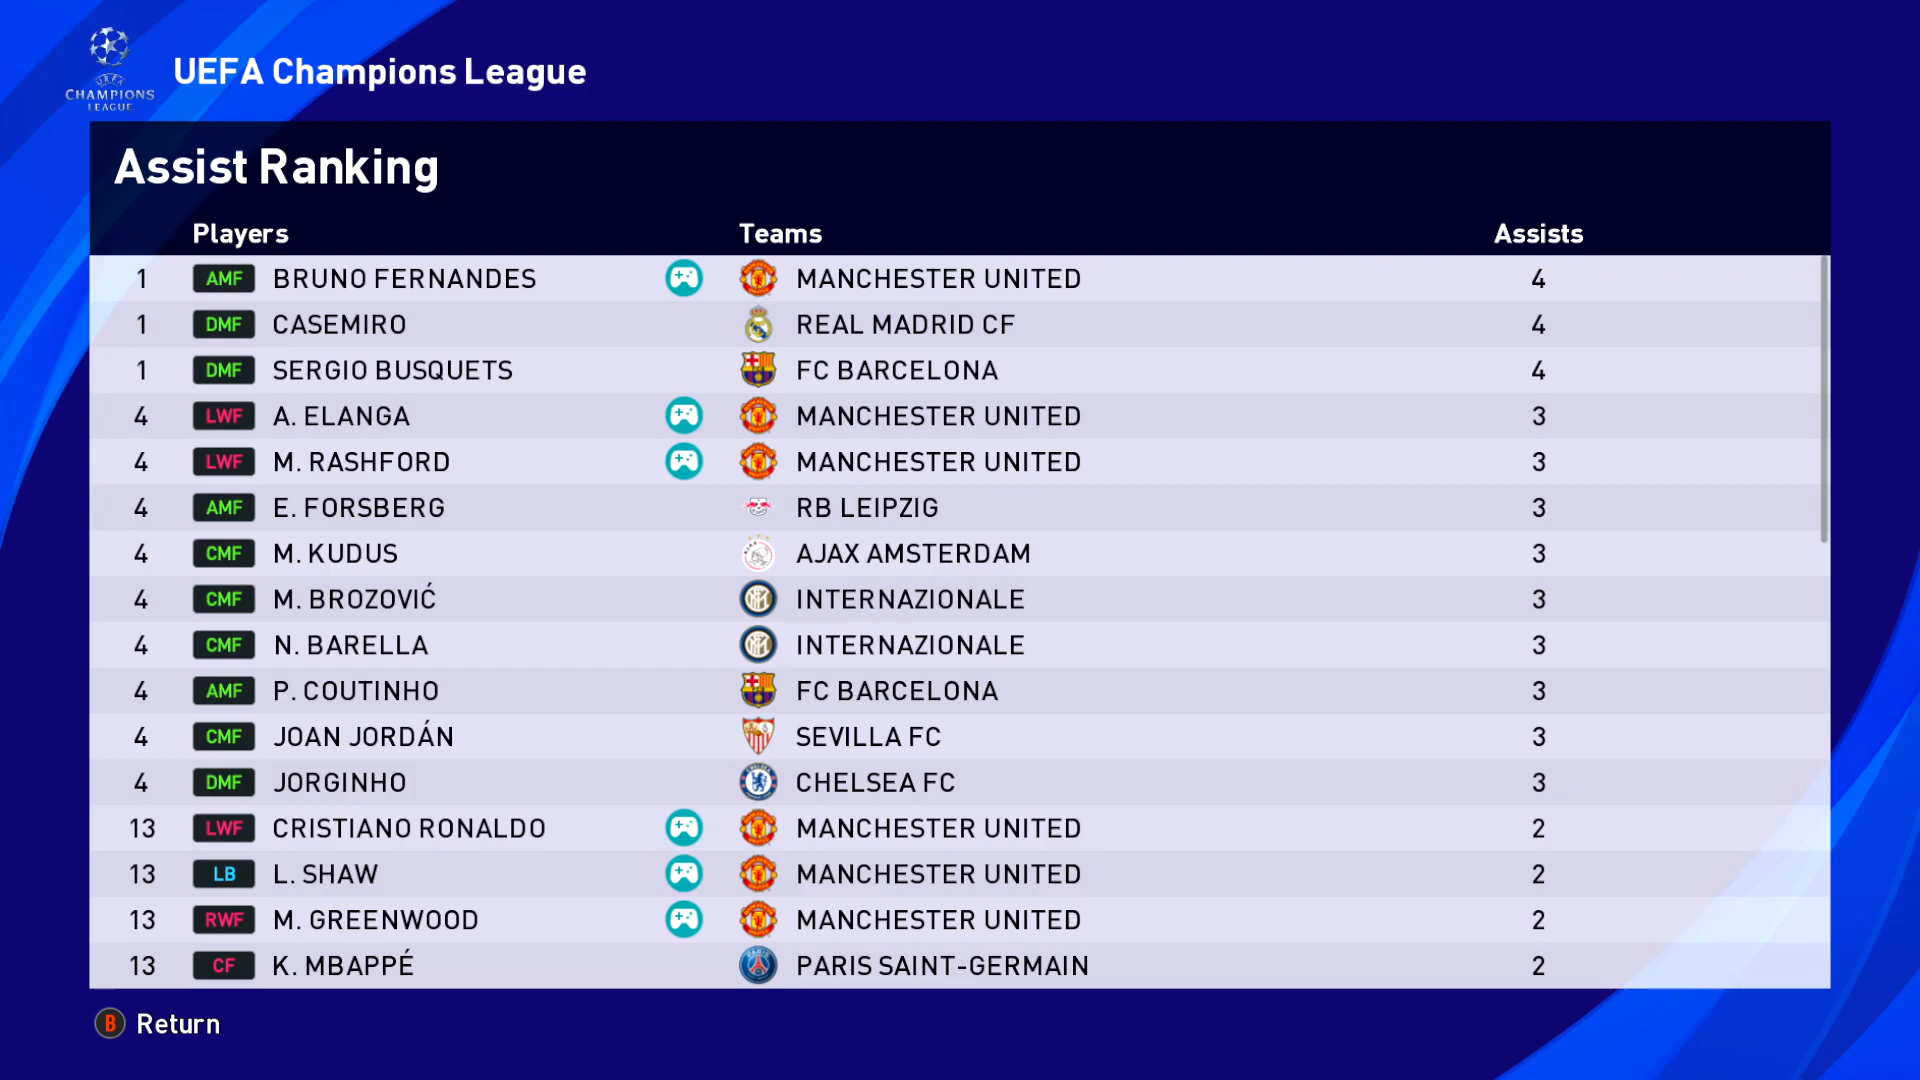 UEFA
CHAMPIONS
LEAGUE
UEFA Champions League
Assist Ranking
Players Teams Assists
1 AMF BRUNO FERNANDES MANCHESTER UNITED 4
1 DMF CASEMIRO REAL MADRID CF 4
1 DMF SERGIO BUSQUETS FC BARCELONA 4
4 LWF A. ELANGA MANCHESTER UNITED 3
4 LWF M. RASHFORD MANCHESTER UNITED 3
4 AMF E. FORSBERG RB LEIPZIG 3
4 CMF M. KUDUS AJAX AMSTERDAM 3
4 CMF M. BROZOVIĆ INTERNAZIONALE 3
4 CMF N. BARELLA INTERNAZIONALE 3
4 AMF P. COUTINHO FC BARCELONA 3
4 CMF JOAN JORDÁN SEVILLA FC 3
4 DMF JORGINHO CHELSEA FC 3
13 LWF CRISTIANO RONALDO MANCHESTER UNITED 2
13 LB L. SHAW MANCHESTER UNITED 2
13 RWF M. GREENWOOD MANCHESTER UNITED 2
13 CF K. MBAPPÉ PARIS SAINT-GERMAIN 2
B Return